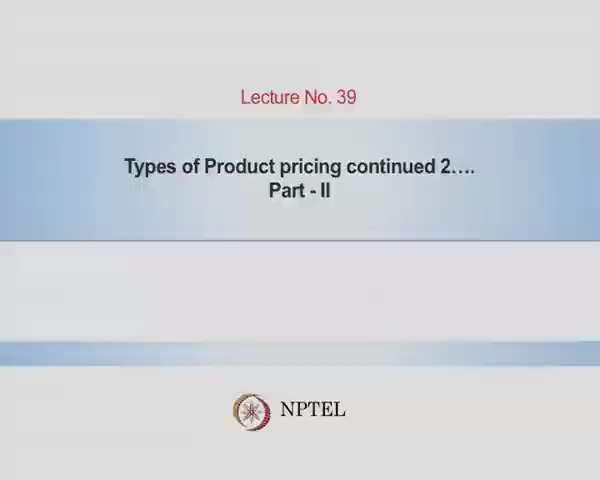 Lecture No. 39
Types of Product pricing continued 2....
Part - II
NPTEL